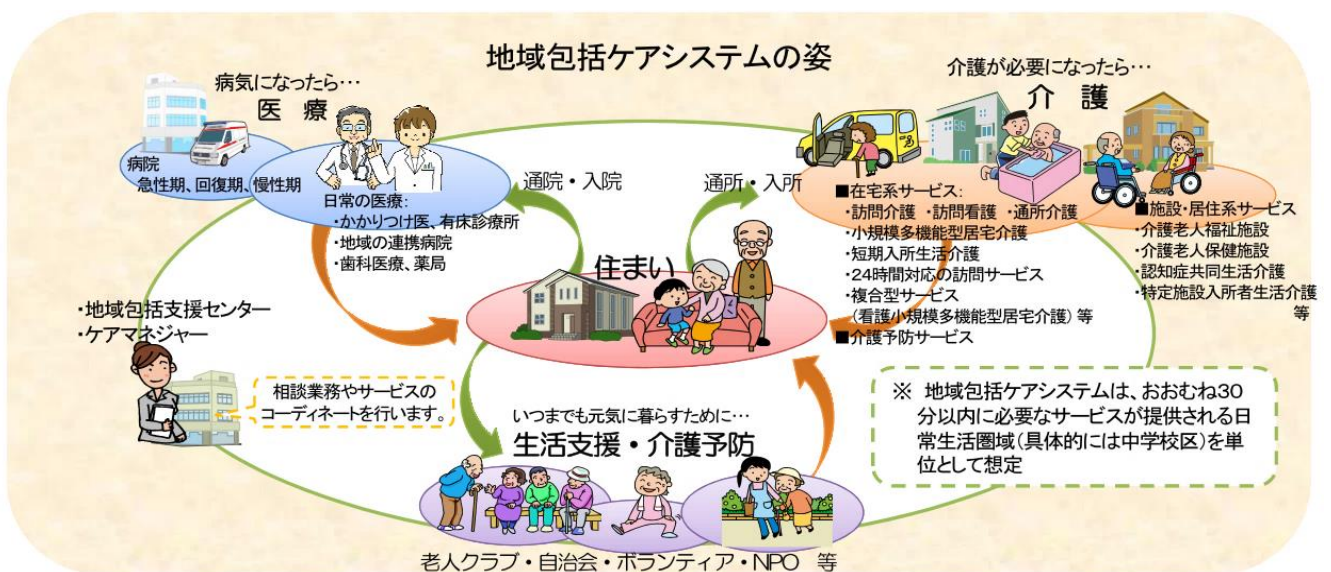 地域包括ケアシステムの姿
病気になったら…
医 療
病院
急性期、回復期、慢性期
日常の医療:
・かかりつけ医、有床診療所
・地域の連携病院
・歯科医療、薬局
通院・入院
通所・入所
介護が必要になったら…
介 護
■在宅系サービス:
・訪問介護 ・訪問看護 ・通所介護
・小規模多機能型居宅介護
・短期入所生活介護
・24時間対応の訪問サービス
・複合型サービス
(看護小規模多機能型居宅介護)等
■介護予防サービス
■施設・居住系サービス
・介護老人福祉施設
・介護老人保健施設
・認知症共同生活介護
・特定施設入所者生活介護
等
住まい
・地域包括支援センター
・ケアマネジャー
相談業務やサービスの
コーディネートを行います。
いつまでも元気に暮らすために…
生活支援・介護予防
老人クラブ・自治会・ボランティア・NPO 等
※ 地域包括ケアシステムは、おおむね30
分以内に必要なサービスが提供される日
常生活圏域(具体的には中学校区)を単
位として想定